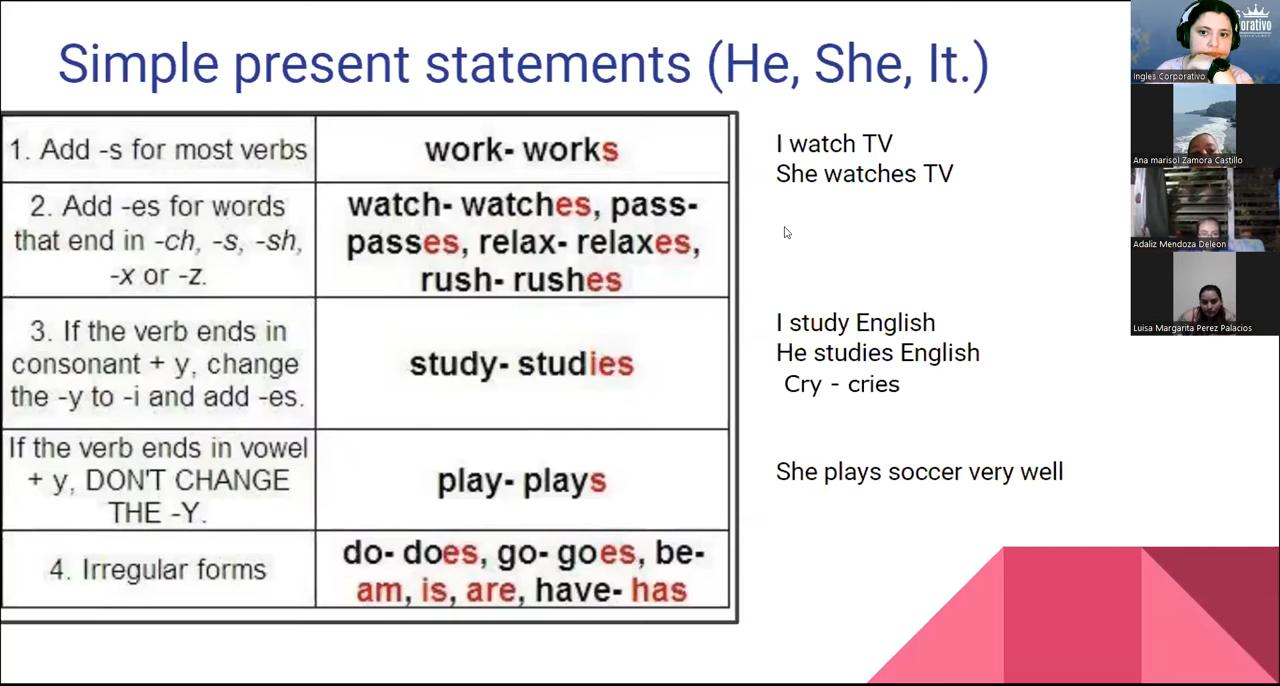 Simple present statements (He, She, It.)
1. Add -s for most verbs
work- works
2. Add -es for words
that end in -ch, -s, -sh,
-x or -z.
watch- watches, pass-
passes, relax- relaxes,
rush- rushes
3. If the verb ends in
consonant + y, change
the -y to -i and add -es.
study- studies
If the verb ends in vowel
+ y, DON'T CHANGE
THE -Y.
play- plays
4. Irregular forms
do- does, go- goes, be-
am, is, are, have- has
I watch TV
She watches TV
I study English
He studies English
Cry - cries
She plays soccer very well
Ingles Corporativo
Ana marisol Zamora Castillo
Adaliz Mendoza Deleon
Luisa Margarita Perez Palacios